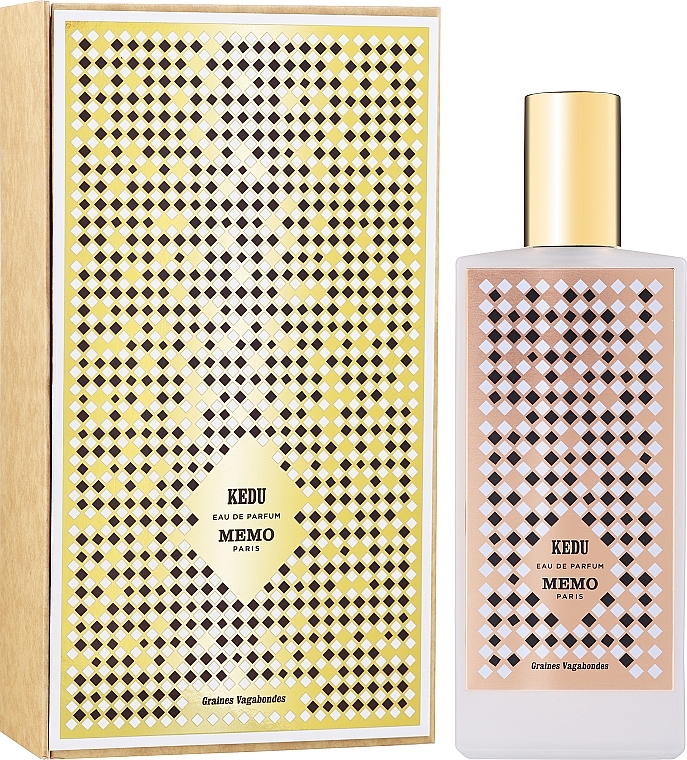 KEDU
EAU DE PARFUM
MEMO
PARIS
Graines Vagabondes
KEDU
EAU DE PARFUM
MEMO
PARIS
Graines Vagabondes